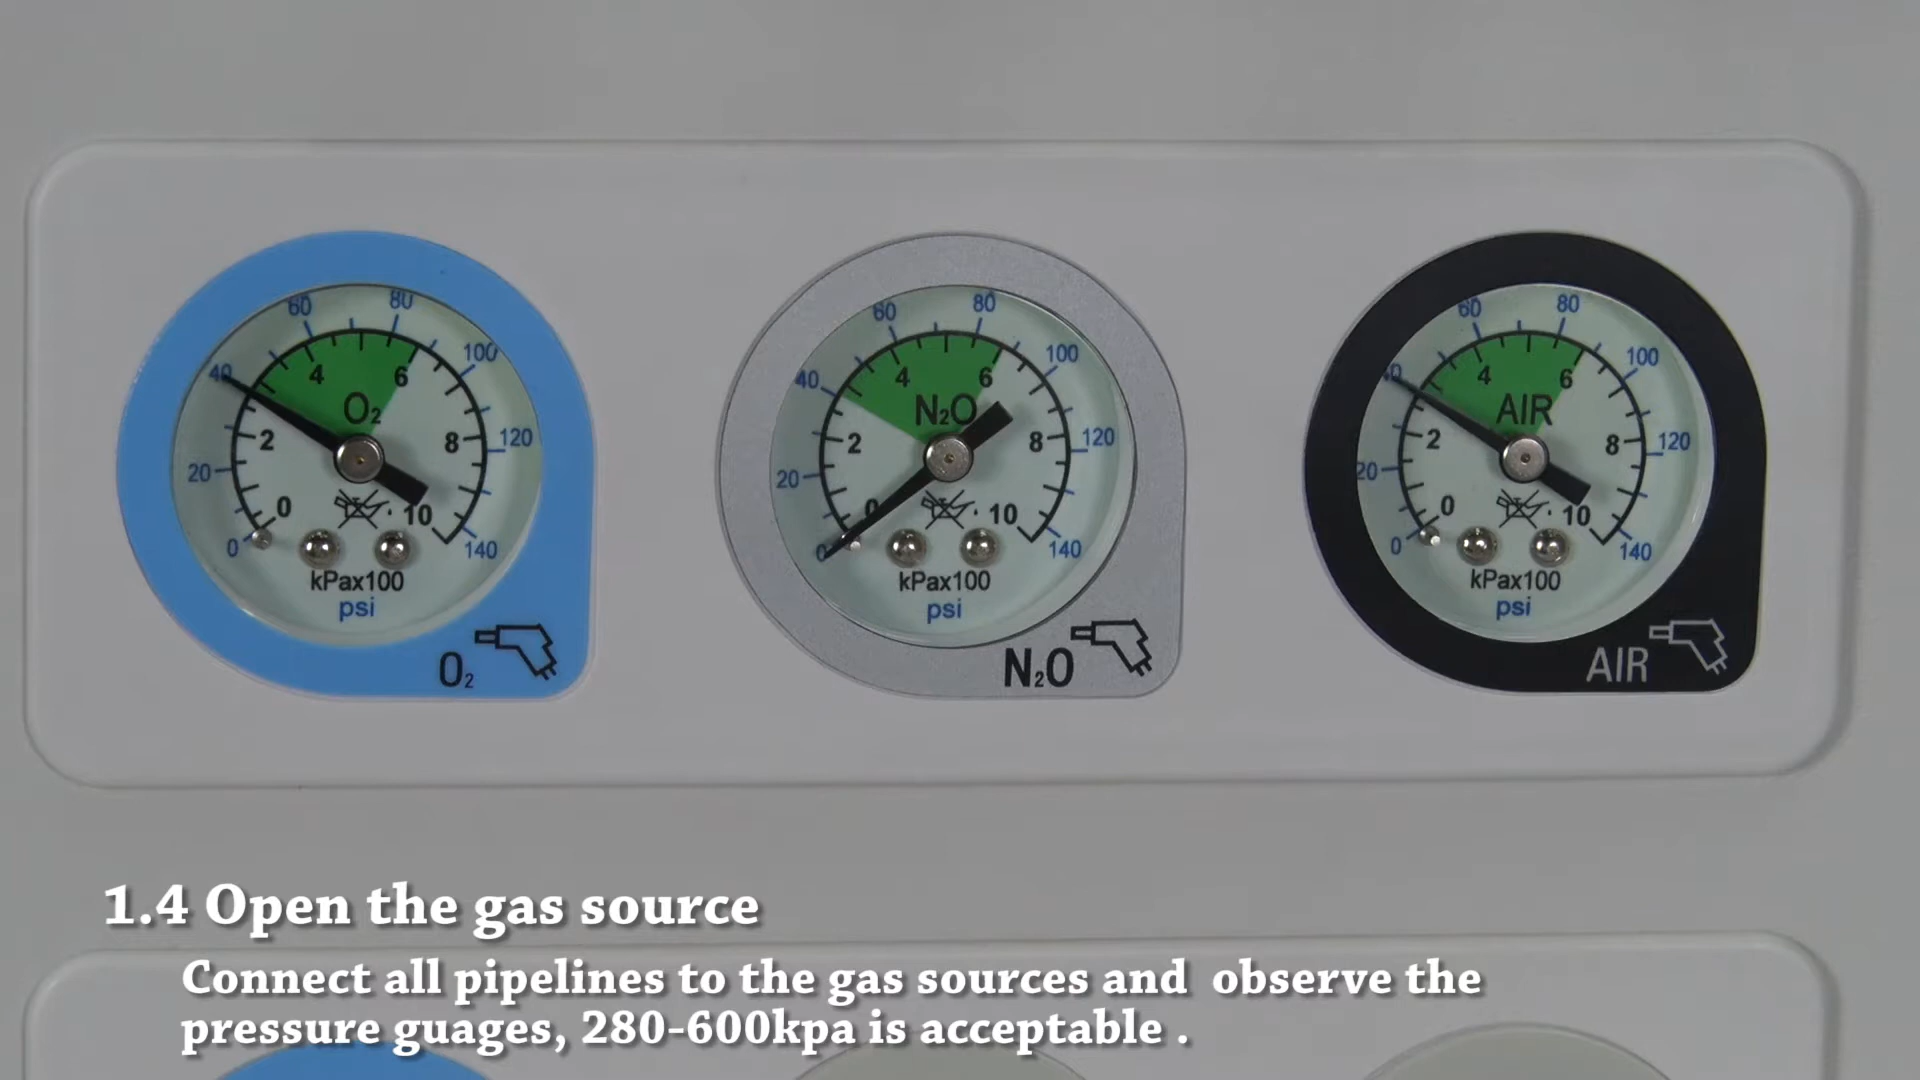 60 80
40 100
4 6
O₂
2 8 120
20
0 10
0 140
kPax100
psi
O₂
60 80
40 100
4 6
N₂O
2 8 120
20
0 10
0 140
kPax100
psi
N₂O
60 80
40 100
4 6
AIR
2 8 120
20
0 10
0 140
kPax100
psi
AIR
1.4 Open the gas source
Connect all pipelines to the gas sources and observe the
pressure guages, 280-600kpa is acceptable .